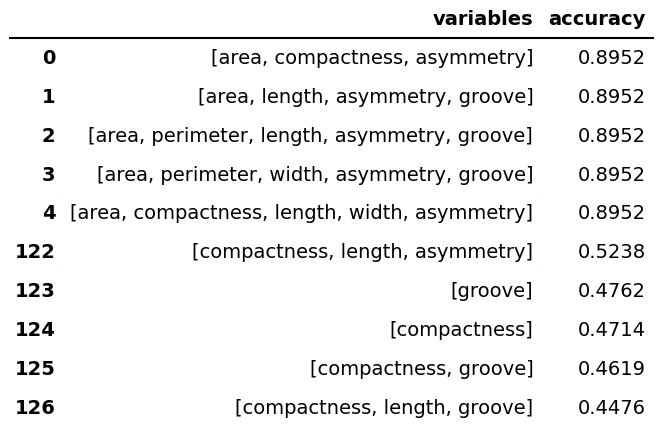 variables accuracy
0 [area, compactness, asymmetry] 0.8952
1 [area, length, asymmetry, groove] 0.8952
2 [area, perimeter, length, asymmetry, groove] 0.8952
3 [area, perimeter, width, asymmetry, groove] 0.8952
4 [area, compactness, length, width, asymmetry] 0.8952
122 [compactness, length, asymmetry] 0.5238
123 [groove] 0.4762
124 [compactness] 0.4714
125 [compactness, groove] 0.4619
126 [compactness, length, groove] 0.4476